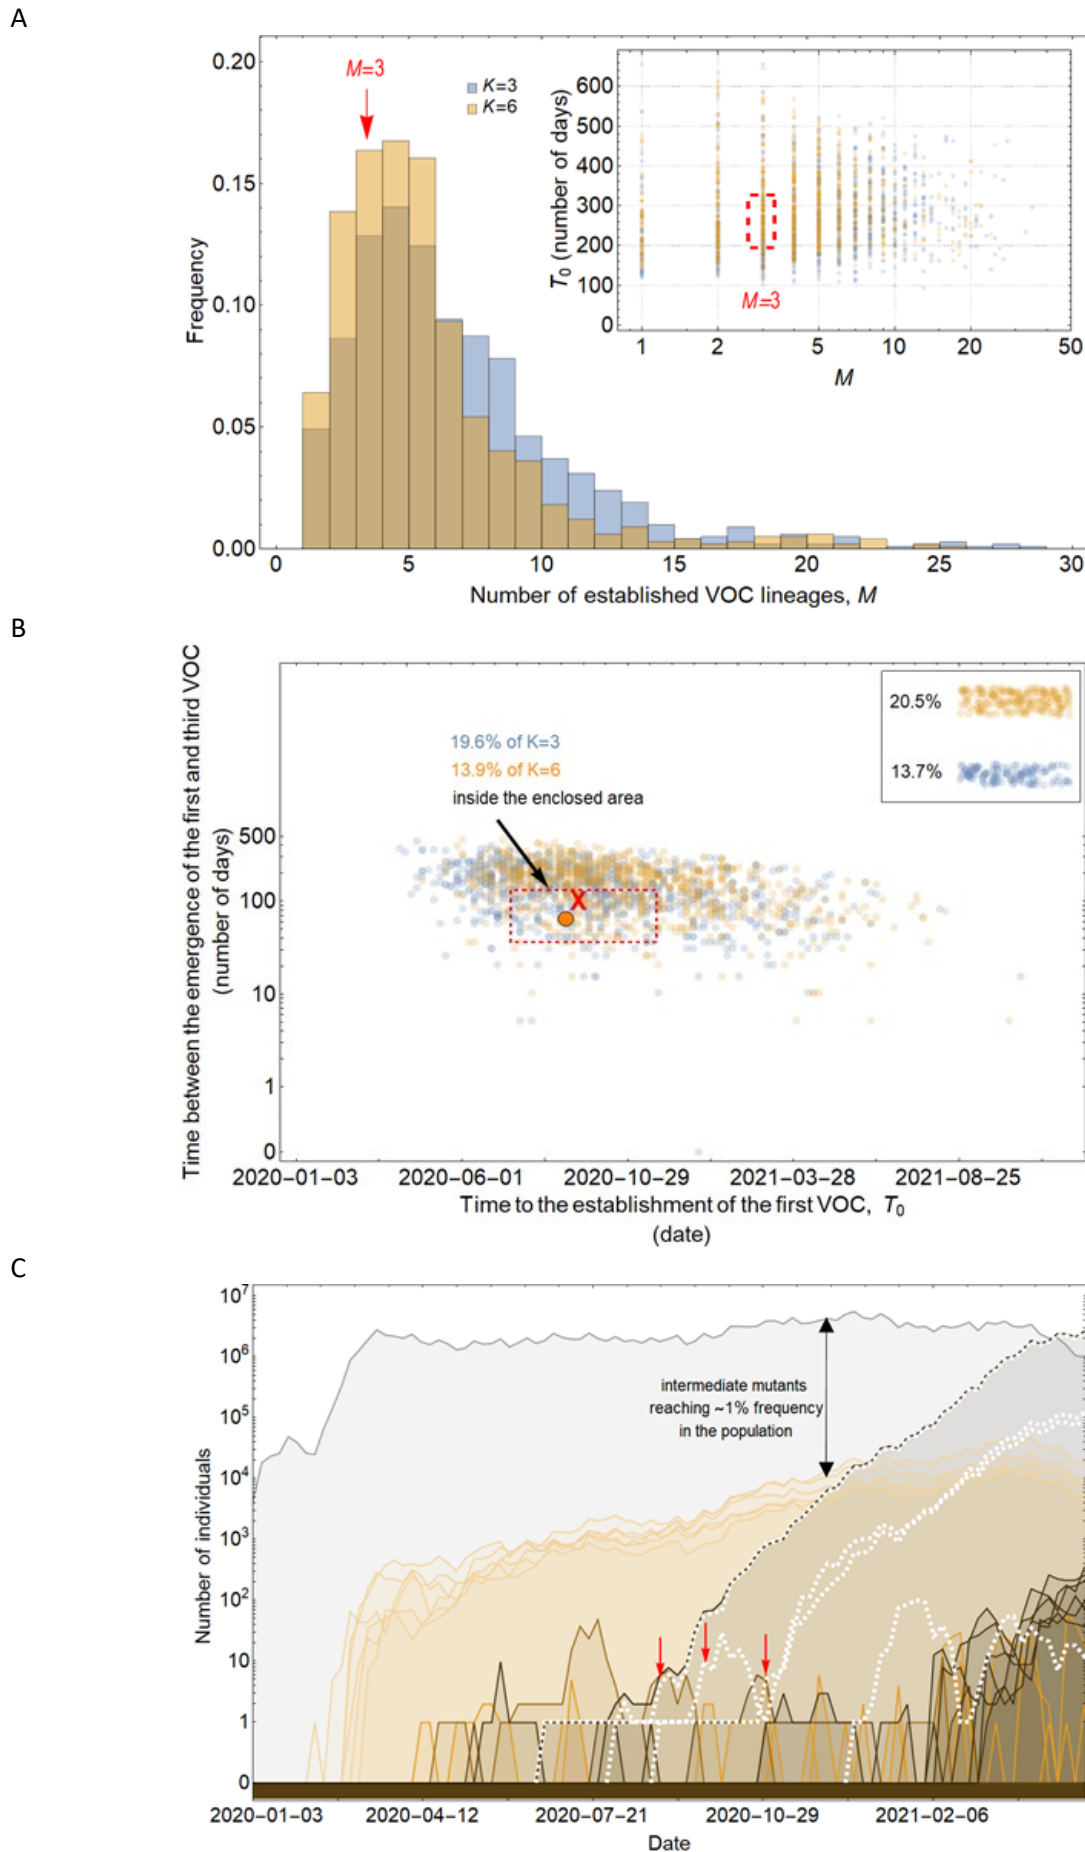 A
M=3
K=3
K=6
0.20
0.15
0.10
0.05
0.00
Frequency
0
5
10
15
20
25
30
Number of established VOC lineages, M
600
500
400
300
200
100
0
T0 (number of days)
M=3
1
2
5
10
20
50
M
B
Time between the emergence of the first and third VOC
(number of days)
19.6% of K=3
13.9% of K=6
inside the enclosed area
20.5%
13.7%
X
500
100
10
1
0
2020-01-03
2020-06-01
2020-10-29
2021-03-28
2021-08-25
Time to the establishment of the first VOC, T0
(date)
C
10^7
10^6
10^5
10^4
10^3
10^2
10
1
0
Number of individuals
intermediate mutants
reaching ~1% frequency
in the population
2020-01-03
2020-04-12
2020-07-21
2020-10-29
2021-02-06
Date